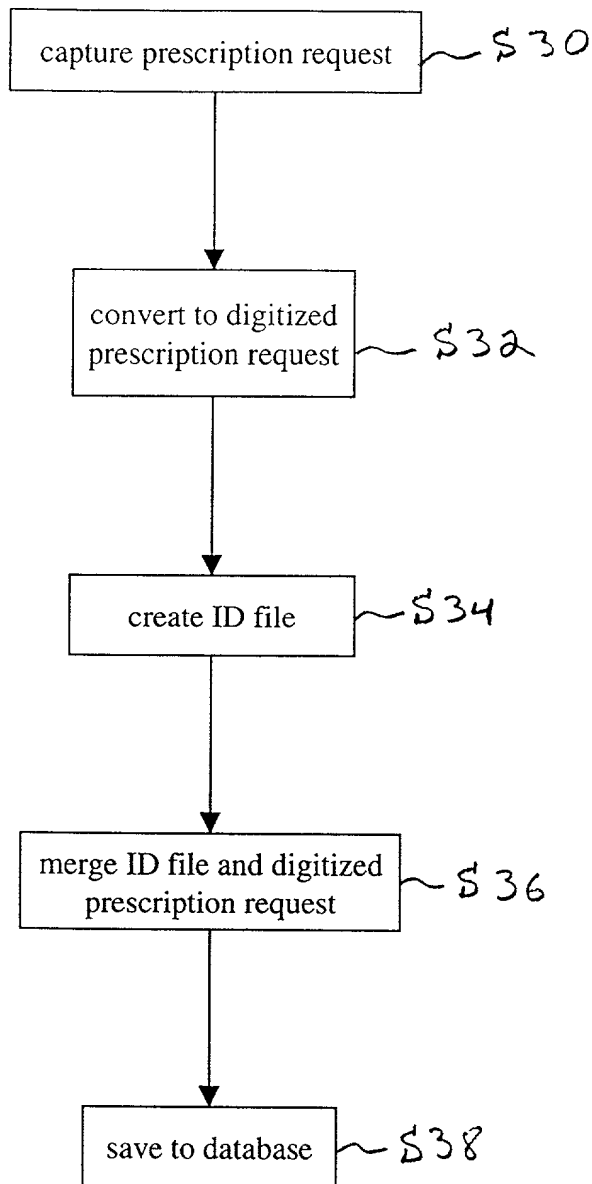 capture prescription request S30
convert to digitized
prescription request S32
create ID file S34
merge ID file and digitized
prescription request S36
save to database S38